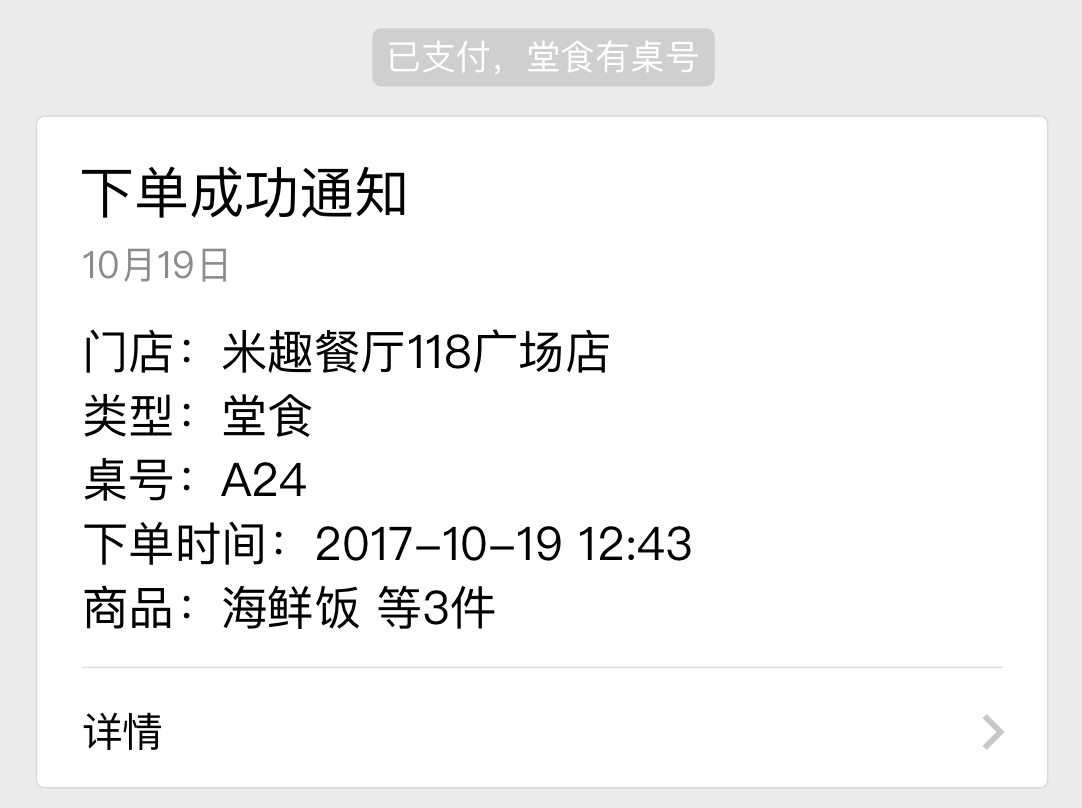 已支付，堂食有桌号
下单成功通知
10月19日
门店：米趣餐厅118广场店
类型：堂食
桌号：A24
下单时间：2017-10-19 12:43
商品：海鲜饭 等3件
详情